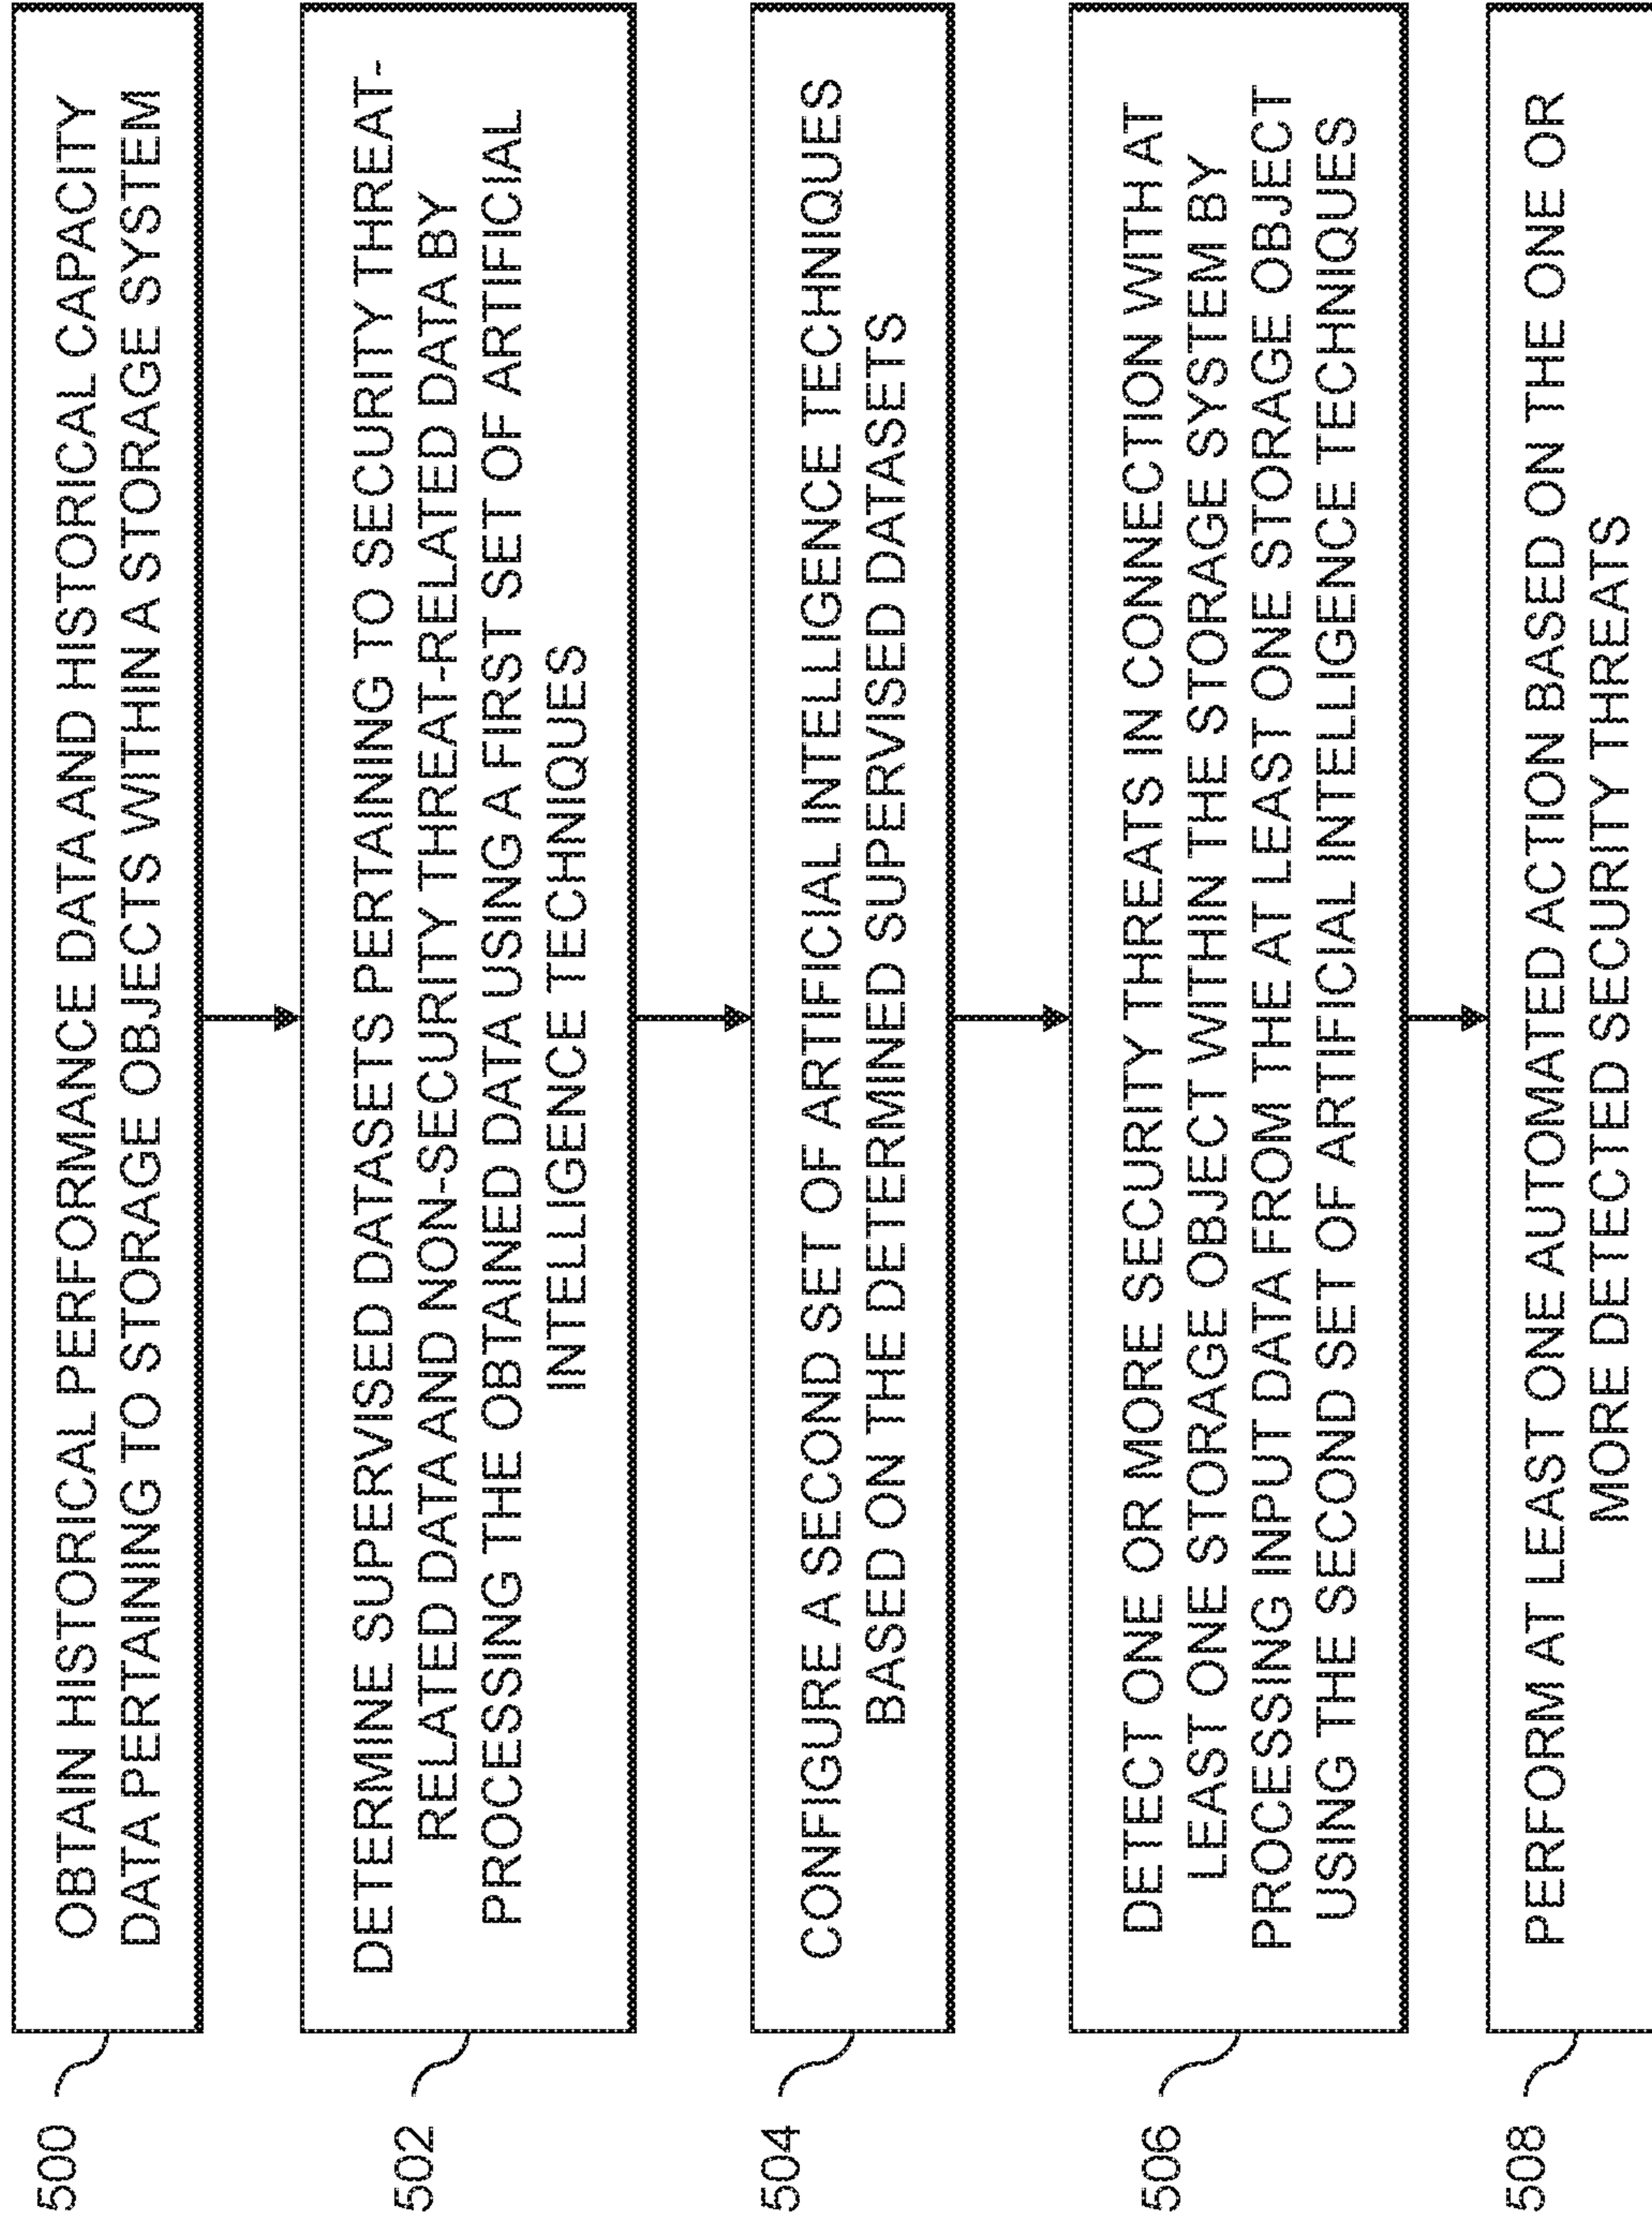 500
OBTAIN HISTORICAL PERFORMANCE DATA AND HISTORICAL CAPACITY
DATA PERTAINING TO STORAGE OBJECTS WITHIN A STORAGE SYSTEM
502
DETERMINE SUPERVISED DATASETS PERTAINING TO SECURITY THREAT-
RELATED DATA AND NON-SECURITY THREAT-RELATED DATA BY
PROCESSING THE OBTAINED DATA USING A FIRST SET OF ARTIFICIAL
INTELLIGENCE TECHNIQUES
504
CONFIGURE A SECOND SET OF ARTIFICIAL INTELLIGENCE TECHNIQUES
BASED ON THE DETERMINED SUPERVISED DATASETS
506
DETECT ONE OR MORE SECURITY THREATS IN CONNECTION WITH AT
LEAST ONE STORAGE OBJECT WITHIN THE STORAGE SYSTEM BY
PROCESSING INPUT DATA FROM THE AT LEAST ONE STORAGE OBJECT
USING THE SECOND SET OF ARTIFICIAL INTELLIGENCE TECHNIQUES
508
PERFORM AT LEAST ONE AUTOMATED ACTION BASED ON THE ONE OR
MORE DETECTED SECURITY THREATS